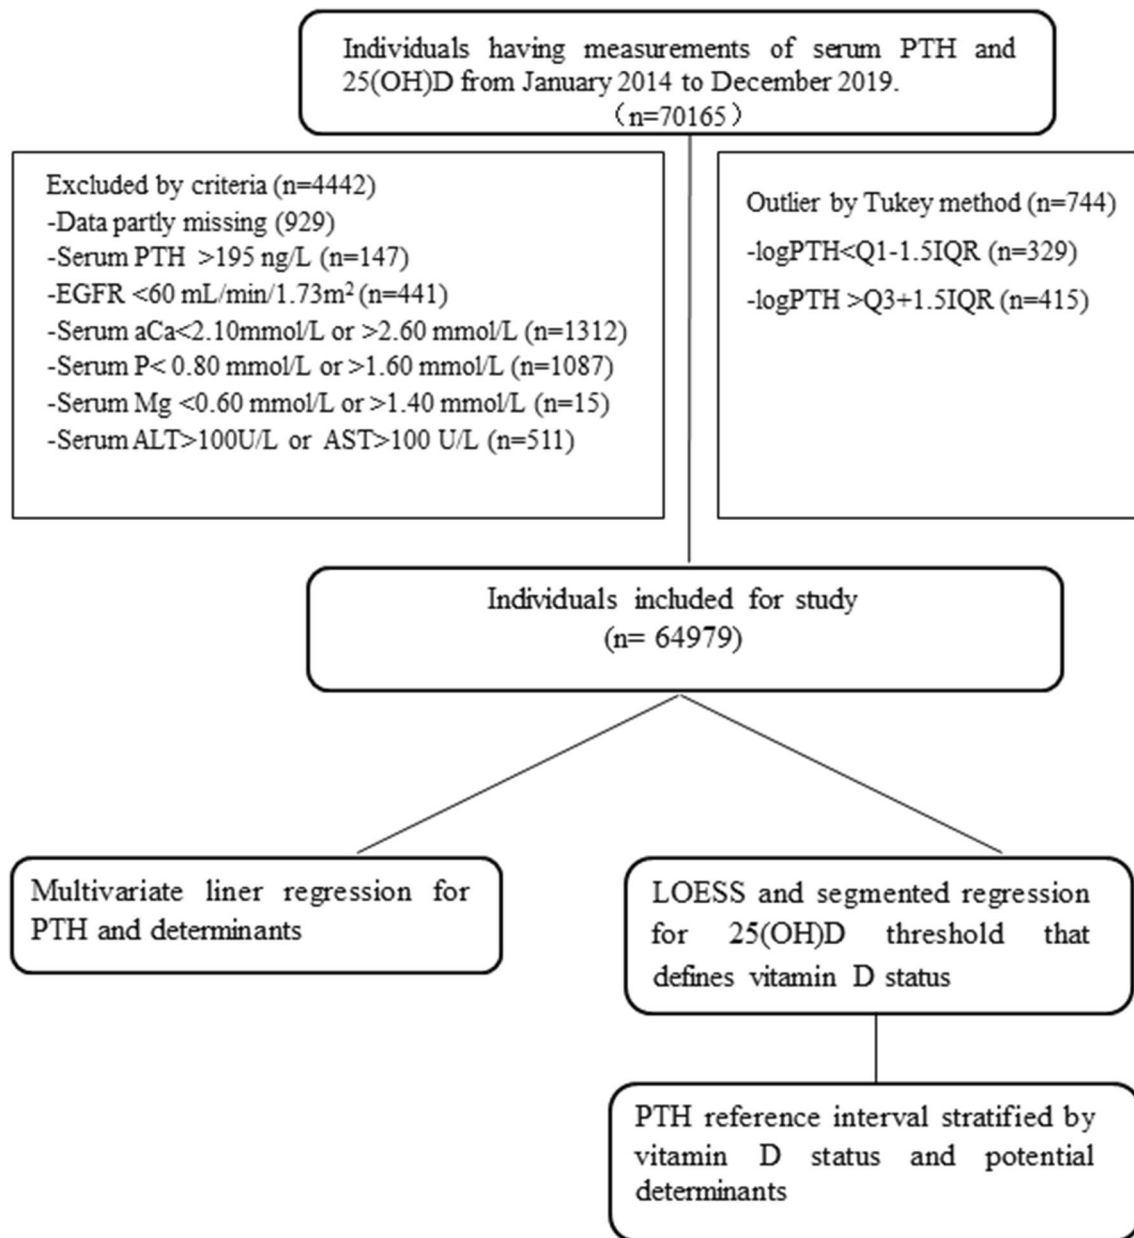 Individuals having measurements of serum PTH and
25(OH)D from January 2014 to December 2019.
（n=70165）
Excluded by criteria (n=4442)
-Data partly missing (929)
-Serum PTH >195 ng/L (n=147)
-EGFR <60 mL/min/1.73m² (n=441)
-Serum aCa<2.10mmol/L or >2.60 mmol/L (n=1312)
-Serum P< 0.80 mmol/L or >1.60 mmol/L (n=1087)
-Serum Mg <0.60 mmol/L or >1.40 mmol/L (n=15)
-Serum ALT>100U/L or AST>100 U/L (n=511)
Outlier by Tukey method (n=744)
-logPTH<Q1-1.5IQR (n=329)
-logPTH >Q3+1.5IQR (n=415)
Individuals included for study
(n= 64979)
Multivariate liner regression for
PTH and determinants
LOESS and segmented regression
for 25(OH)D threshold that
defines vitamin D status
PTH reference interval stratified by
vitamin D status and potential
determinants